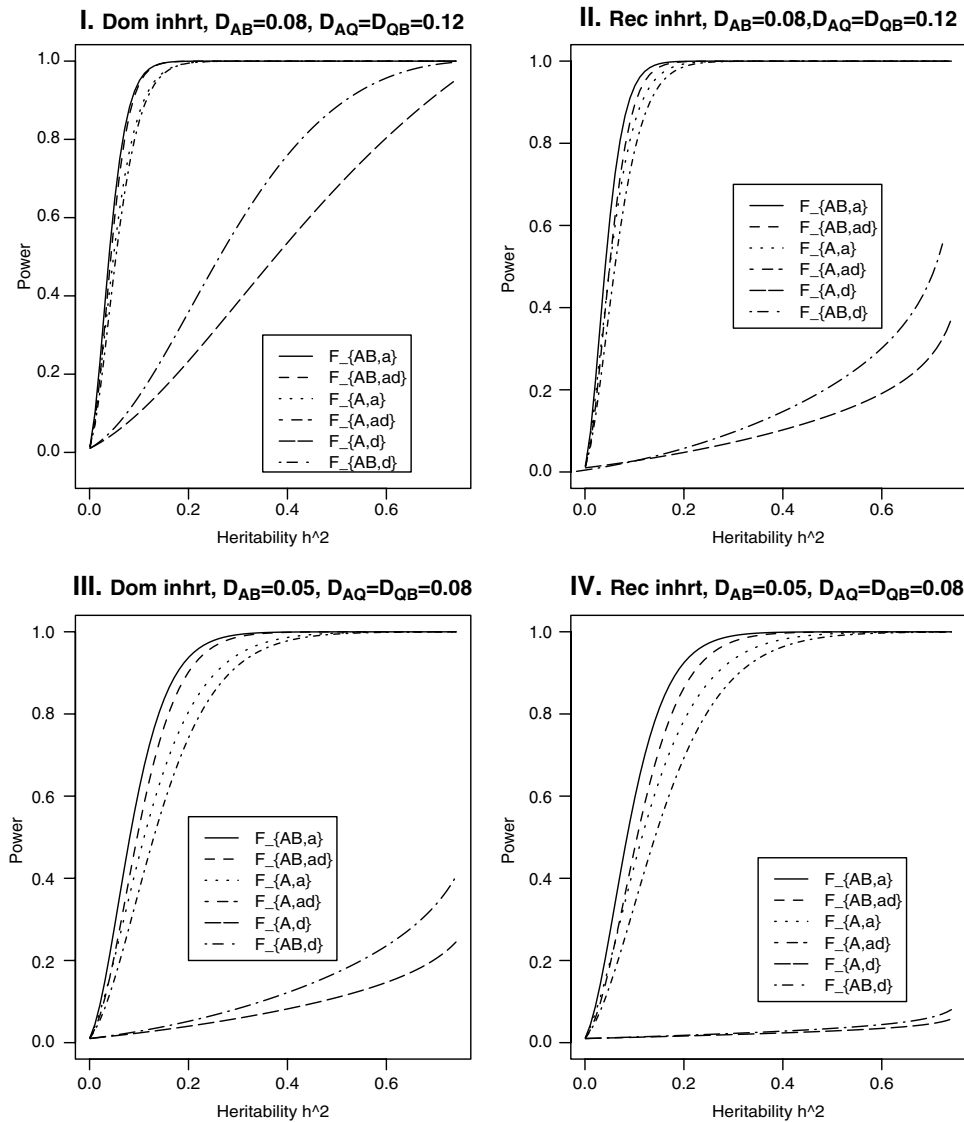 I. Dom inhrt, D_AB=0.08, D_AQ=D_QB=0.12
Power
1.0
0.8
0.6
0.4
0.2
0.0
F_{AB,a}
F_{AB,ad}
F_{A,a}
F_{A,ad}
F_{A,d}
F_{AB,d}
0.0 0.2 0.4 0.6
Heritability h^2
II. Rec inhrt, D_AB=0.08,D_AQ=D_QB=0.12
Power
1.0
0.8
0.6
0.4
0.2
0.0
F_{AB,a}
F_{AB,ad}
F_{A,a}
F_{A,ad}
F_{A,d}
F_{AB,d}
0.0 0.2 0.4 0.6
Heritability h^2
III. Dom inhrt, D_AB=0.05, D_AQ=D_QB=0.08
Power
1.0
0.8
0.6
0.4
0.2
0.0
F_{AB,a}
F_{AB,ad}
F_{A,a}
F_{A,ad}
F_{A,d}
F_{AB,d}
0.0 0.2 0.4 0.6
Heritability h^2
IV. Rec inhrt, D_AB=0.05, D_AQ=D_QB=0.08
Power
1.0
0.8
0.6
0.4
0.2
0.0
F_{AB,a}
F_{AB,ad}
F_{A,a}
F_{A,ad}
F_{A,d}
F_{AB,d}
0.0 0.2 0.4 0.6
Heritability h^2